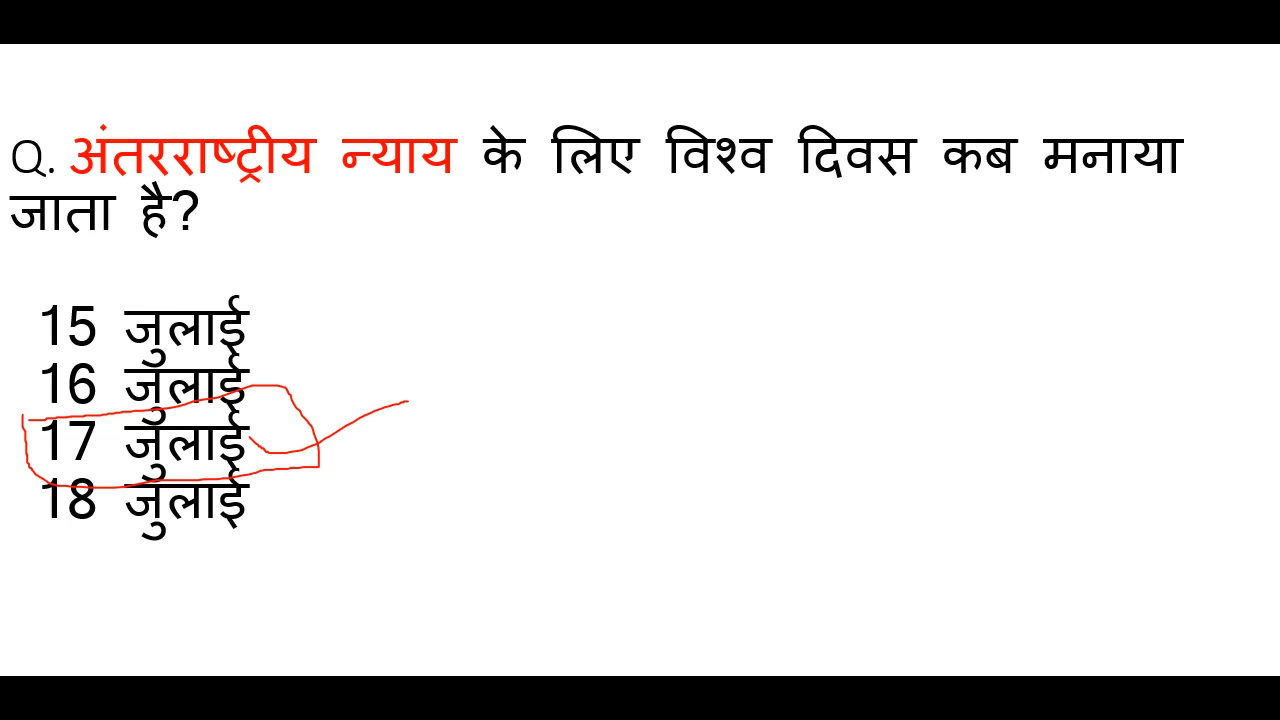 Q. अंतरराष्ट्रीय न्याय के लिए विश्व दिवस कब मनाया
जाता है?
15 जुलाई
16 जुलाई
17 जुलाई
18 जुलाई